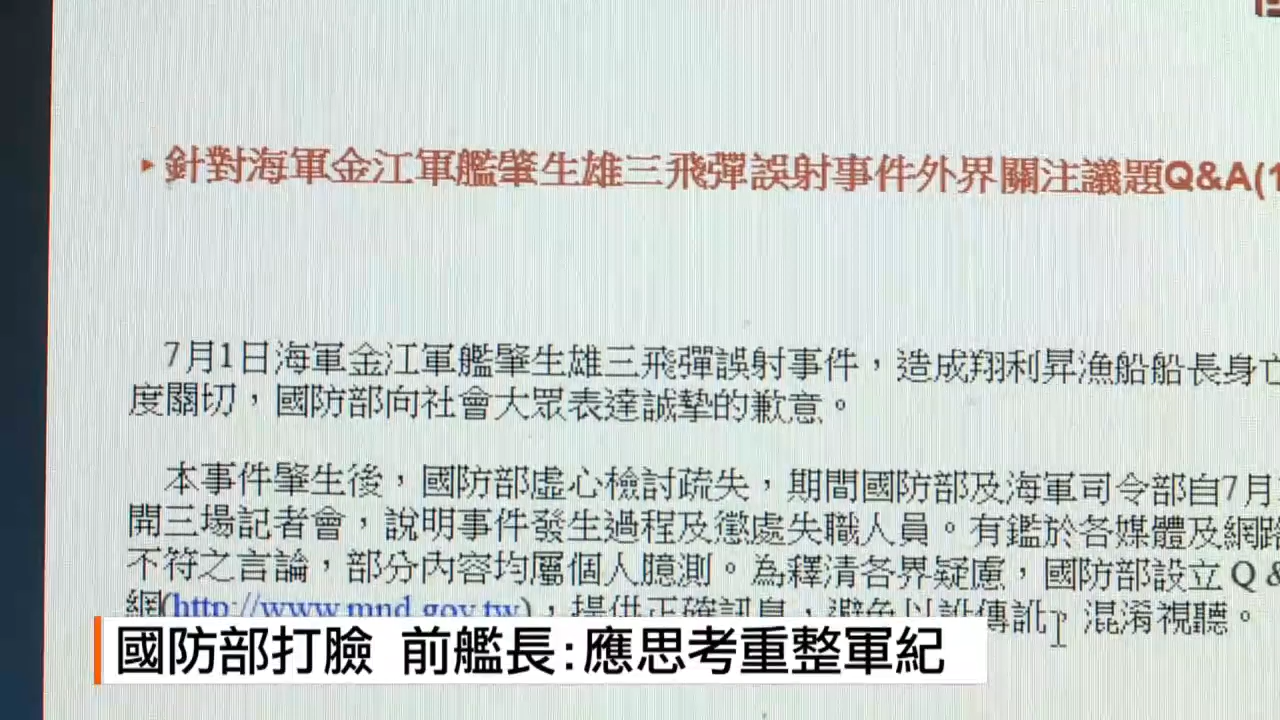 ▸針對海軍金江軍艦肇生雄三飛彈誤射事件外界關注議題Q&A(1
7月1日海軍金江軍艦肇生雄三飛彈誤射事件，造成翔利昇漁船船長身亡
度關切，國防部向社會大眾表達誠摯的歉意。
本事件肇生後，國防部虛心檢討疏失，期間國防部及海軍司令部自7月
開三場記者會，說明事件發生過程及懲處失職人員。有鑑於各媒體及網路
不符之言論，部分內容均屬個人臆測。為釋清各界疑慮，國防部設立Q&
網(http://www.mnd.gov.tw)，提供正確訊息，避免以訛傳訛，混淆視聽。
國防部打臉 前艦長:應思考重整軍紀